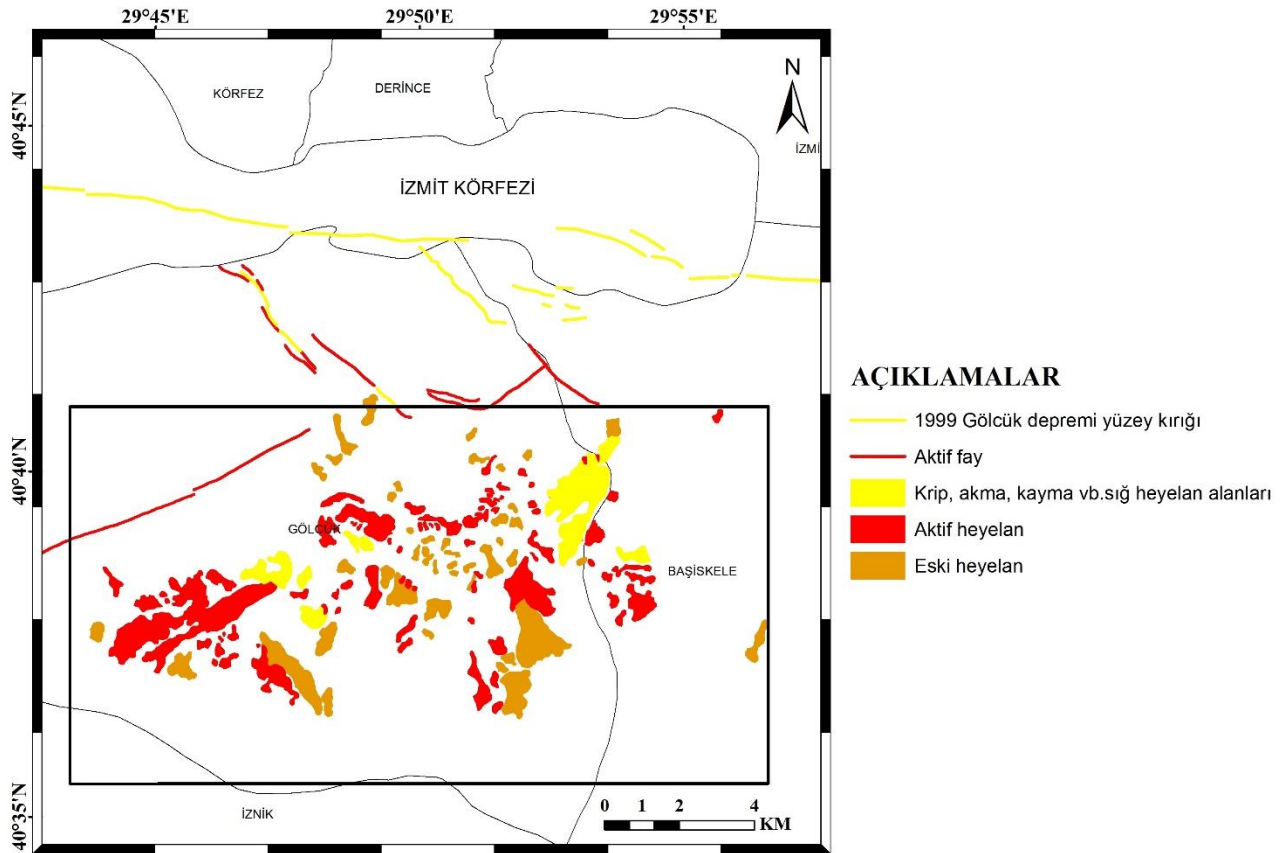 29°45'E 29°50'E 29°55'E
N
KÖRFEZ
DERİNCE
40°45'N
İZMİ
İZMİT KÖRFEZİ
AÇIKLAMALAR
1999 Gölcük depremi yüzey kırığı
Aktif fay
Krip, akma, kayma vb.sığ heyelan alanları
Aktif heyelan
Eski heyelan
40°40'N
GÖLCÜK
BAŞİSKELE
İZNİK
40°35'N
0 1 2 4
KM